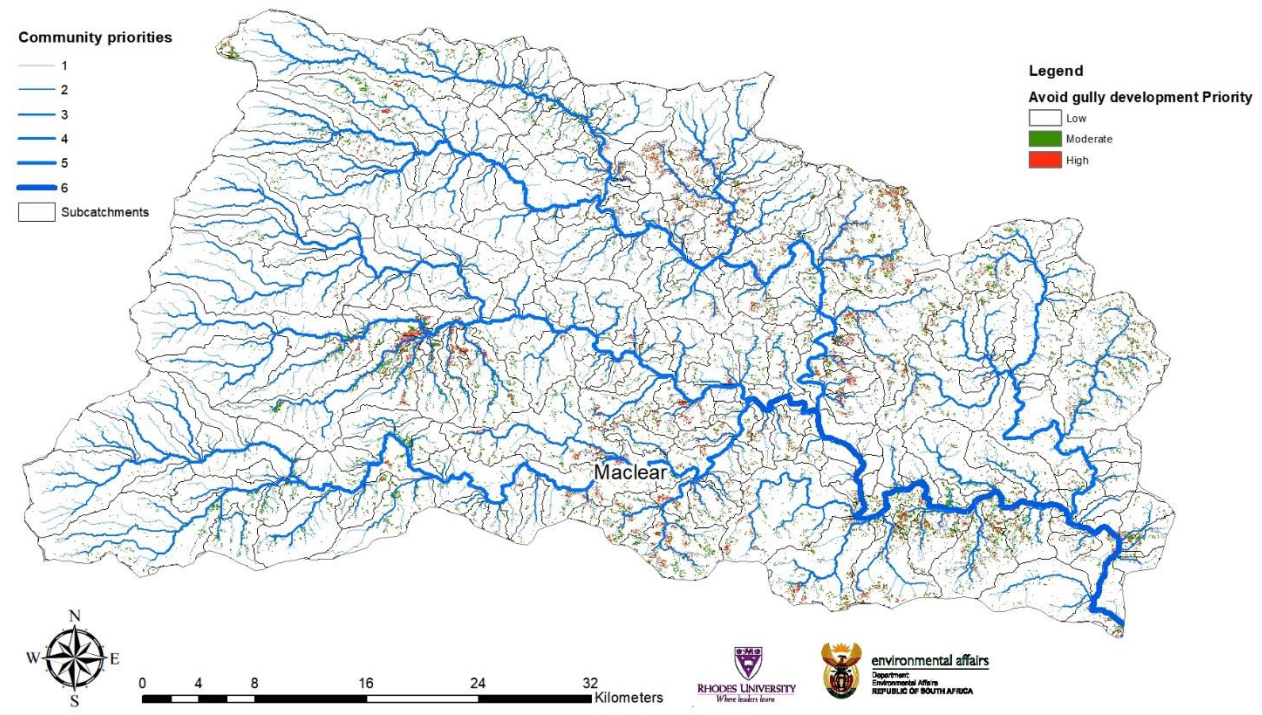 Community priorities
1
2
3
4
5
6
Subcatchments
Legend
Avoid gully development Priority
Low
Moderate
High
Maclear
N
W
E
S
0 4 8 16 24 32
Kilometers
RHODES UNIVERSITY
Where leaders learn
environmental affairs
Department:
Environmental Affairs
REPUBLIC OF SOUTH AFRICA